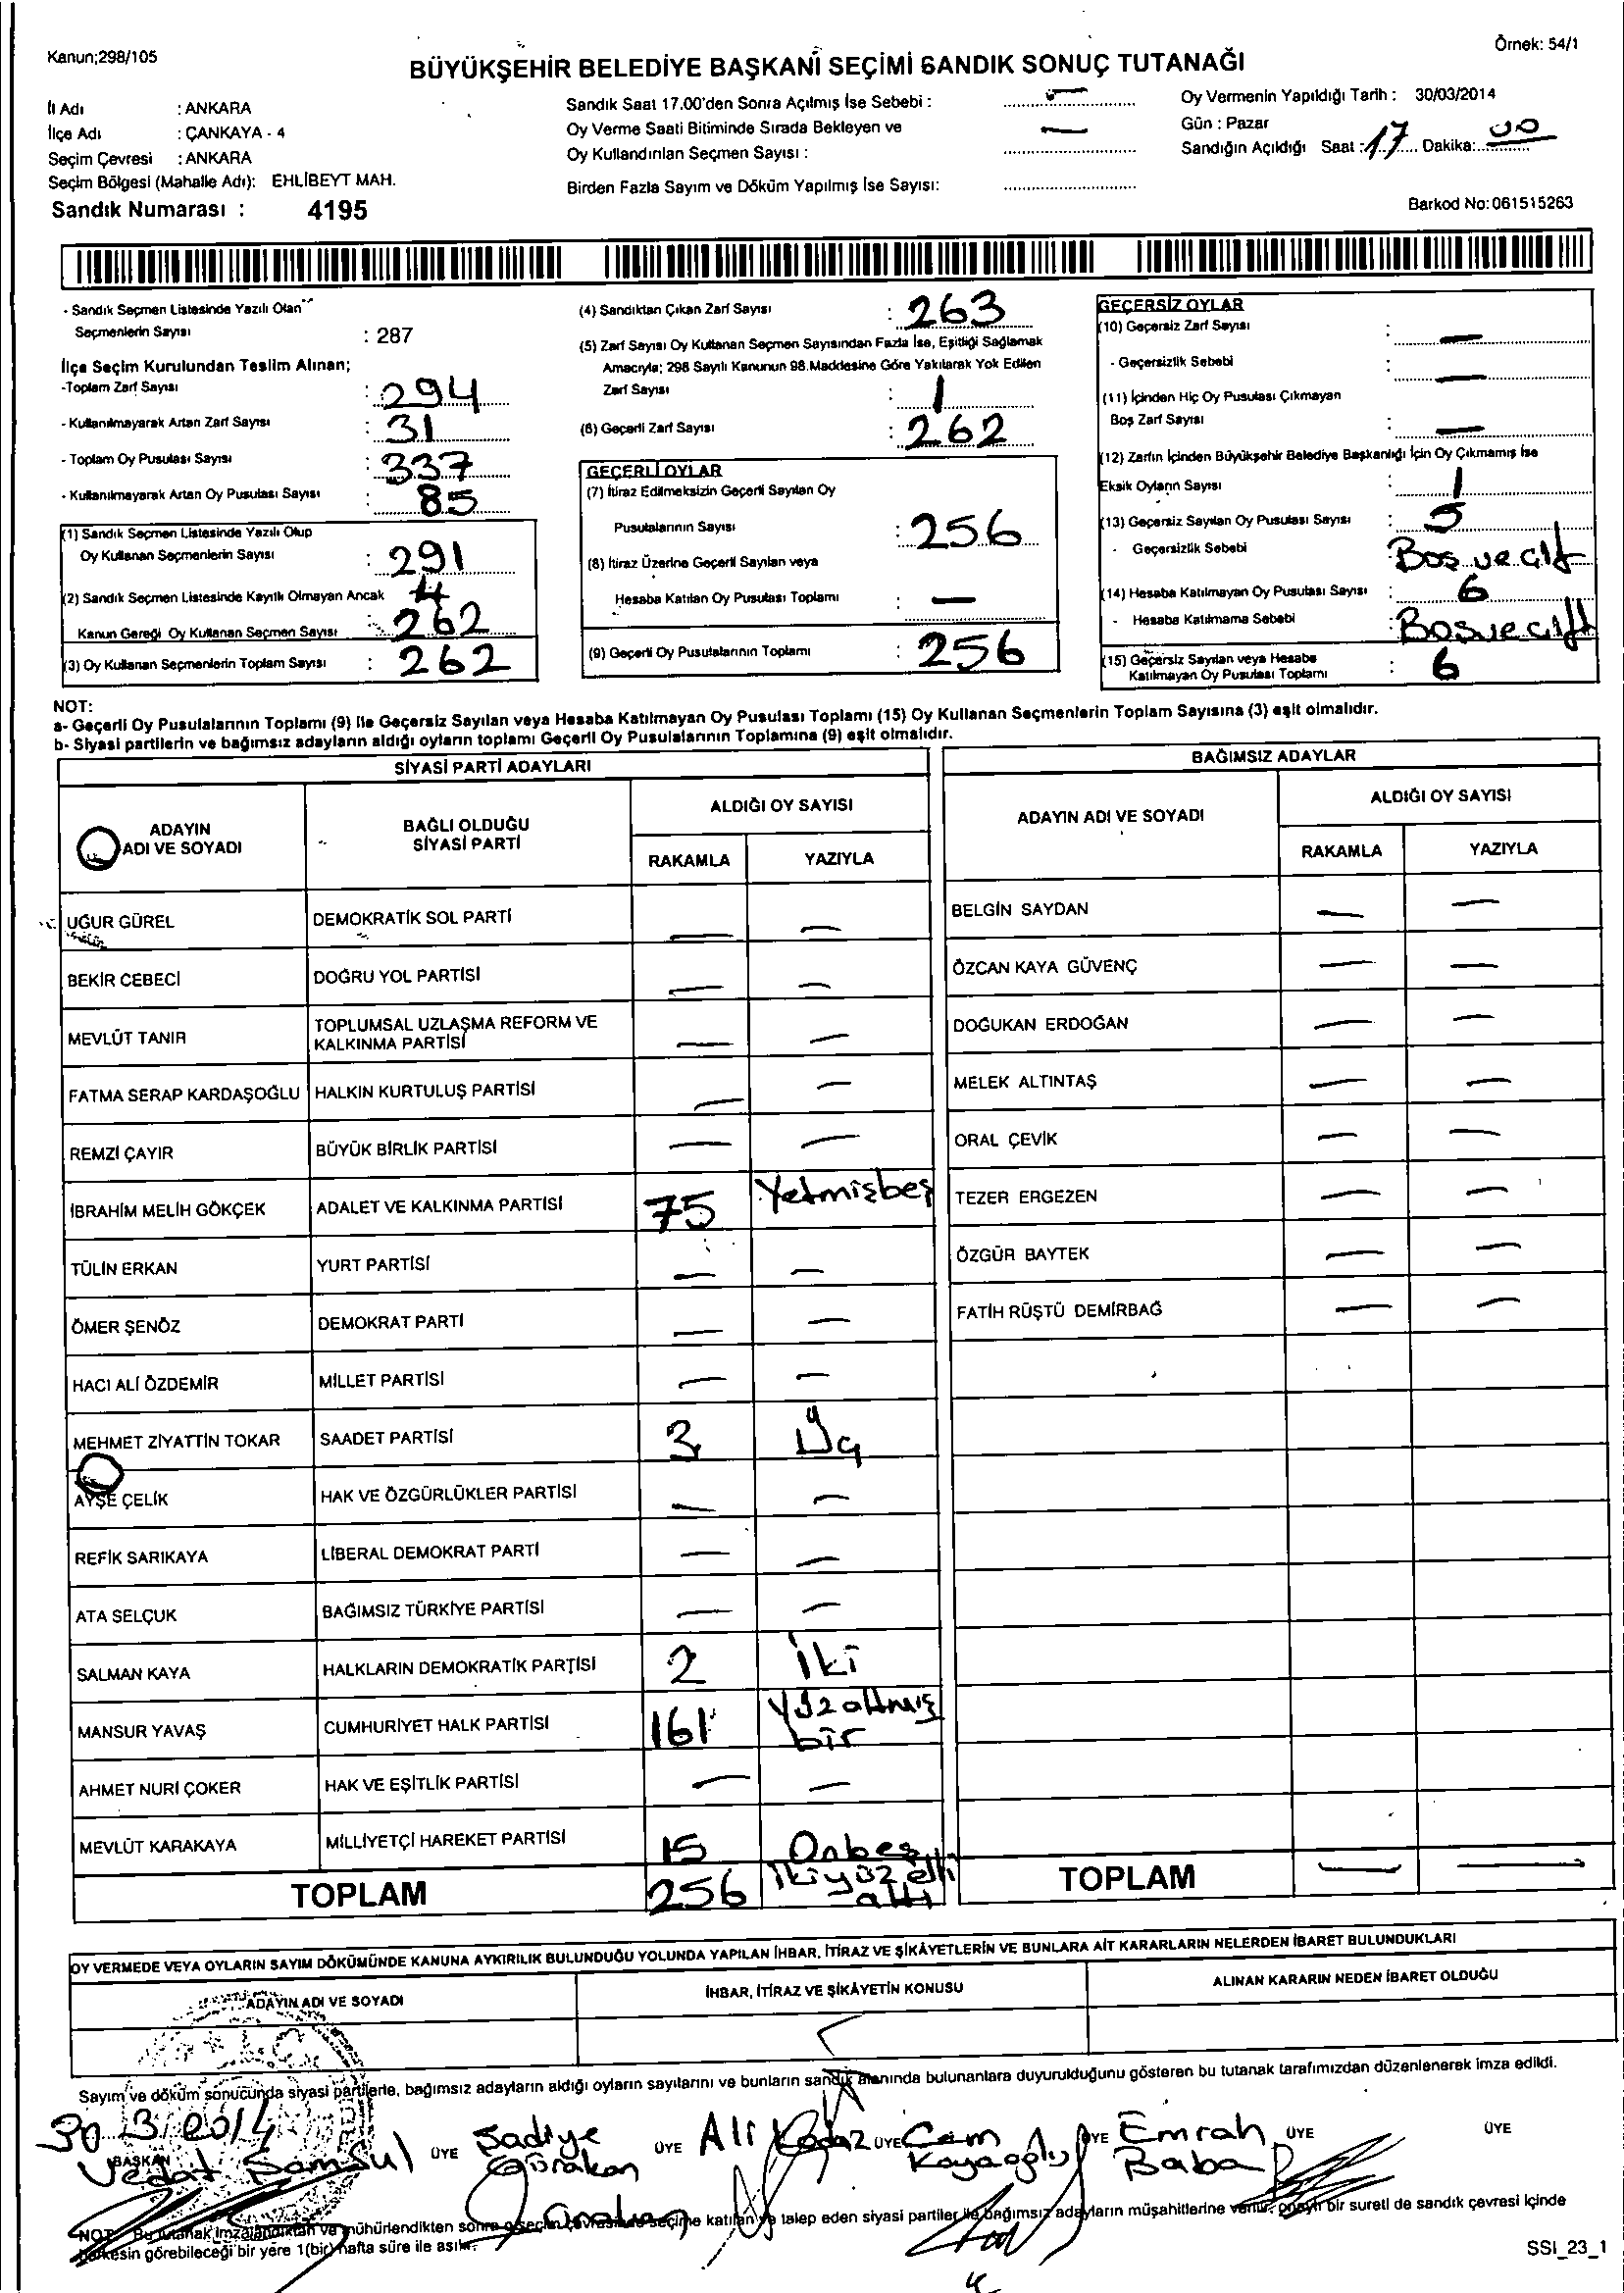 Kanun;298/105
Örnek: 54/1
BÜYÜKŞEHİR BELEDİYE BAŞKANI SEÇİMİ SANDIK SONUÇ TUTANAĞI
İl Adı : ANKARA
İlçe Adı : ÇANKAYA - 4
Seçim Çevresi : ANKARA
Seçim Bölgesi (Mahalle Adı): EHLİBEYT MAH.
Sandık Numarası : 4195
Sandık Saat 17.00'den Sonra Açılmış İse Sebebi : —
Oy Verme Saati Bitiminde Sırada Bekleyen ve
Oy Kullandırılan Seçmen Sayısı : —
Birden Fazla Sayım ve Döküm Yapılmış İse Sayısı:
Oy Vermenin Yapıldığı Tarih : 30/03/2014
Gün : Pazar
Sandığın Açıldığı Saat : 17 Dakika: 00
Barkod No: 061515263
- Sandık Seçmen Listesinde Yazılı Olan
Seçmenlerin Sayısı : 287
İlçe Seçim Kurulundan Teslim Alınan;
-Toplam Zarf Sayısı : 294
- Kullanılmayarak Artan Zarf Sayısı : 31
- Toplam Oy Pusulası Sayısı : 337
- Kullanılmayarak Artan Oy Pusulası Sayısı : 85
(1) Sandık Seçmen Listesinde Yazılı Olup
Oy Kullanan Seçmenlerin Sayısı : 291
(2) Sandık Seçmen Listesinde Kayıtlı Olmayan Ancak 4
Kanun Gereği Oy Kullanan Seçmen Sayısı : 262
(3) Oy Kullanan Seçmenlerin Toplam Sayısı : 262
(4) Sandıktan Çıkan Zarf Sayısı : 263
(5) Zarf Sayısı Oy Kullanan Seçmen Sayısından Fazla İse, Eşitliği Sağlamak
Amacıyla; 298 Sayılı Kanunun 98.Maddesine Göre Yakılarak Yok Edilen
Zarf Sayısı : 1
(6) Geçerli Zarf Sayısı : 262
GEÇERLİ OYLAR
(7) İtiraz Edilmeksizin Geçerli Sayılan Oy
Pusulalarının Sayısı : 256
(8) İtiraz Üzerine Geçerli Sayılan veya
Hesaba Katılan Oy Pusulası Toplamı : —
(9) Geçerli Oy Pusulalarının Toplamı : 256
GEÇERSİZ OYLAR
(10) Geçersiz Zarf Sayısı : —
- Geçersizlik Sebebi : —
(11) İçinden Hiç Oy Pusulası Çıkmayan
Boş Zarf Sayısı : —
(12) Zarfın İçinden Büyükşehir Belediye Başkanlığı İçin Oy Çıkmamış İse
Eksik Oyların Sayısı : 1
(13) Geçersiz Sayılan Oy Pusulası Sayısı : 5
- Geçersizlik Sebebi : Boş ve çift
(14) Hesaba Katılmayan Oy Pusulası Sayısı : 6
- Hesaba Katılmama Sebebi : Boş ve çift
(15) Geçersiz Sayılan veya Hesaba
Katılmayan Oy Pusulası Toplamı : 6
NOT:
a- Geçerli Oy Pusulalarının Toplamı (9) ile Geçersiz Sayılan veya Hesaba Katılmayan Oy Pusulası Toplamı (15) Oy Kullanan Seçmenlerin Toplam Sayısına (3) eşit olmalıdır.
b- Siyasi partilerin ve bağımsız adayların aldığı oyların toplamı Geçerli Oy Pusulalarının Toplamına (9) eşit olmalıdır.
SİYASİ PARTİ ADAYLARI
ADAYIN ADI VE SOYADI
BAĞLI OLDUĞU SİYASİ PARTİ
ALDIĞI OY SAYISI
RAKAMLA YAZIYLA
UĞUR GÜREL DEMOKRATİK SOL PARTİ — —
BEKİR CEBECİ DOĞRU YOL PARTİSİ — —
MEVLÜT TANIR TOPLUMSAL UZLAŞMA REFORM VE KALKINMA PARTİSİ — —
FATMA SERAP KARDAŞOĞLU HALKIN KURTULUŞ PARTİSİ — —
REMZİ ÇAYIR BÜYÜK BİRLİK PARTİSİ — —
İBRAHİM MELİH GÖKÇEK ADALET VE KALKINMA PARTİSİ 75 Yetmişbeş
TÜLİN ERKAN YURT PARTİSİ — —
ÖMER ŞENÖZ DEMOKRAT PARTİ — —
HACI ALİ ÖZDEMİR MİLLET PARTİSİ — —
MEHMET ZİYATTİN TOKAR SAADET PARTİSİ 3 Üç
AYŞE ÇELİK HAK VE ÖZGÜRLÜKLER PARTİSİ — —
REFİK SARIKAYA LİBERAL DEMOKRAT PARTİ — —
ATA SELÇUK BAĞIMSIZ TÜRKİYE PARTİSİ — —
SALMAN KAYA HALKLARIN DEMOKRATİK PARTİSİ 2 İki
MANSUR YAVAŞ CUMHURİYET HALK PARTİSİ 161 Yüzaltmış bir
AHMET NURİ ÇOKER HAK VE EŞİTLİK PARTİSİ — —
MEVLÜT KARAKAYA MİLLİYETÇİ HAREKET PARTİSİ 15 Onbeş
TOPLAM 256 İkiyüz elli altı
BAĞIMSIZ ADAYLAR
ADAYIN ADI VE SOYADI
ALDIĞI OY SAYISI
RAKAMLA YAZIYLA
BELGİN SAYDAN — —
ÖZCAN KAYA GÜVENÇ — —
DOĞUKAN ERDOĞAN — —
MELEK ALTINTAŞ — —
ORAL ÇEVİK — —
TEZER ERGEZEN — —
ÖZGÜR BAYTEK — —
FATİH RÜŞTÜ DEMİRBAĞ — —
TOPLAM — —
OY VERMEDE VEYA OYLARIN SAYIM DÖKÜMÜNDE KANUNA AYKIRILIK BULUNDUĞU YOLUNDA YAPILAN İHBAR, İTİRAZ VE ŞİKÂYETLERİN VE BUNLARA AİT KARARLARIN NELERDEN İBARET BULUNDUKLARI
ADAYIN ADI VE SOYADI
İHBAR, İTİRAZ VE ŞİKÂYETİN KONUSU
ALINAN KARARIN NEDEN İBARET OLDUĞU
Sayım ve döküm sonucunda siyasi partilerle, bağımsız adayların aldığı oyların sayılarını ve bunların sandık alanında bulunanlara duyurulduğunu gösteren bu tutanak tarafımızdan düzenlenerek imza edildi.
30 3 2014
BAŞKAN Vedat Şamsul
ÜYE Sadiye Gürakan
ÜYE Ali
ÜYE Cem Kayaoğlu
ÜYE Emrah Baba
ÜYE
ÜYE
NOT: Bu tutanak imzalandıktan ve mühürlendikten sonra o seçim çevresinde seçime katılan ve talep eden siyasi partiler ile bağımsız adayların müşahitlerine verilir, onaylı bir sureti de sandık çevresi içinde
herkesin görebileceği bir yere 1(bir) hafta süre ile asılır.
SSI_23_1